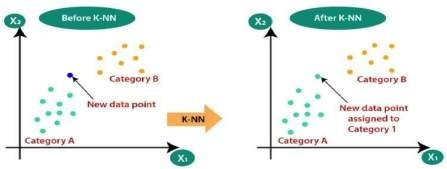 Before K-NN
X₂
Category B
New data point
Category A
X₁
K-NN
After K-NN
X₂
Category B
New data point
assigned to
Category 1
Category A
X₁